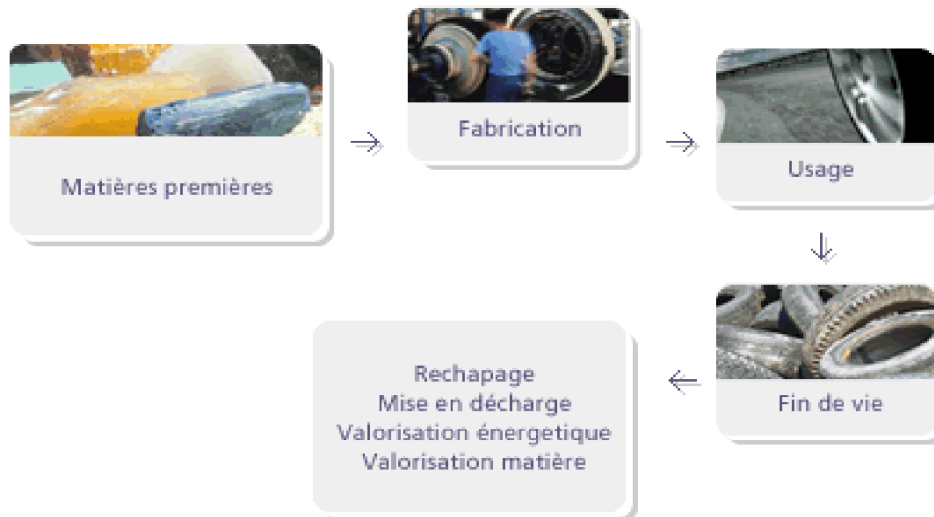 Matières premières
Fabrication
Usage
Fin de vie
Rechapage
Mise en décharge
Valorisation énergetique
Valorisation matière